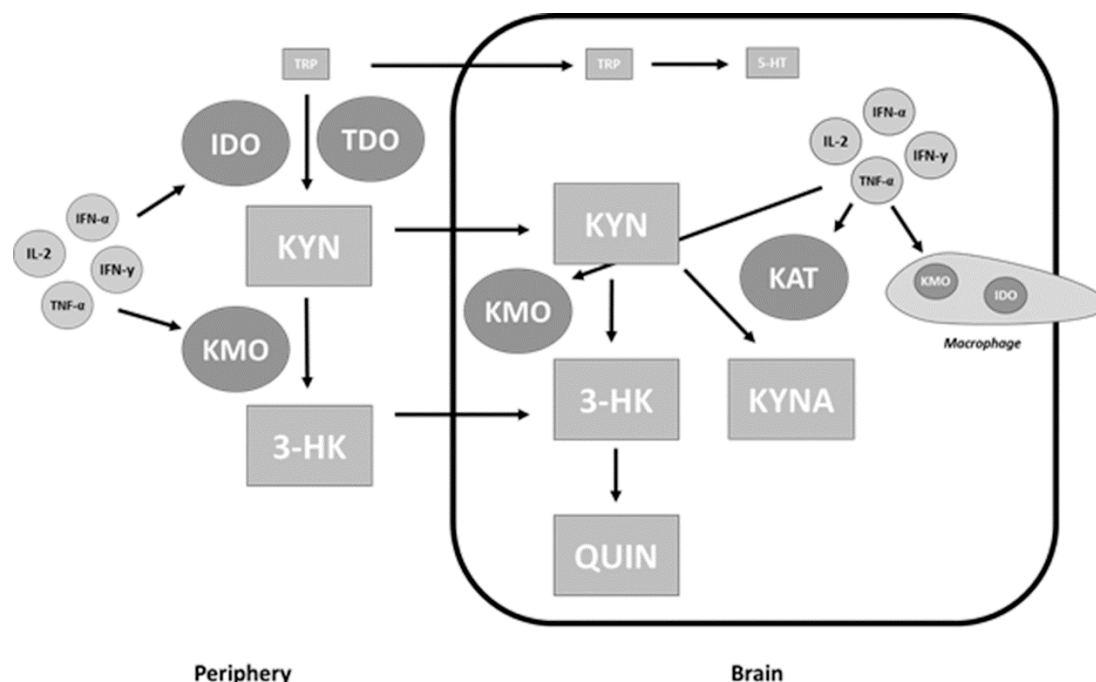 TRP
TRP
5-HT
IDO
TDO
IFN-α
IL-2
IFN-γ
TNF-α
KYN
IFN-α
IL-2
IFN-γ
TNF-α
KYN
KAT
KMO
IDO
Macrophage
KMO
KMO
3-HK
KYNA
3-HK
QUIN
Periphery
Brain